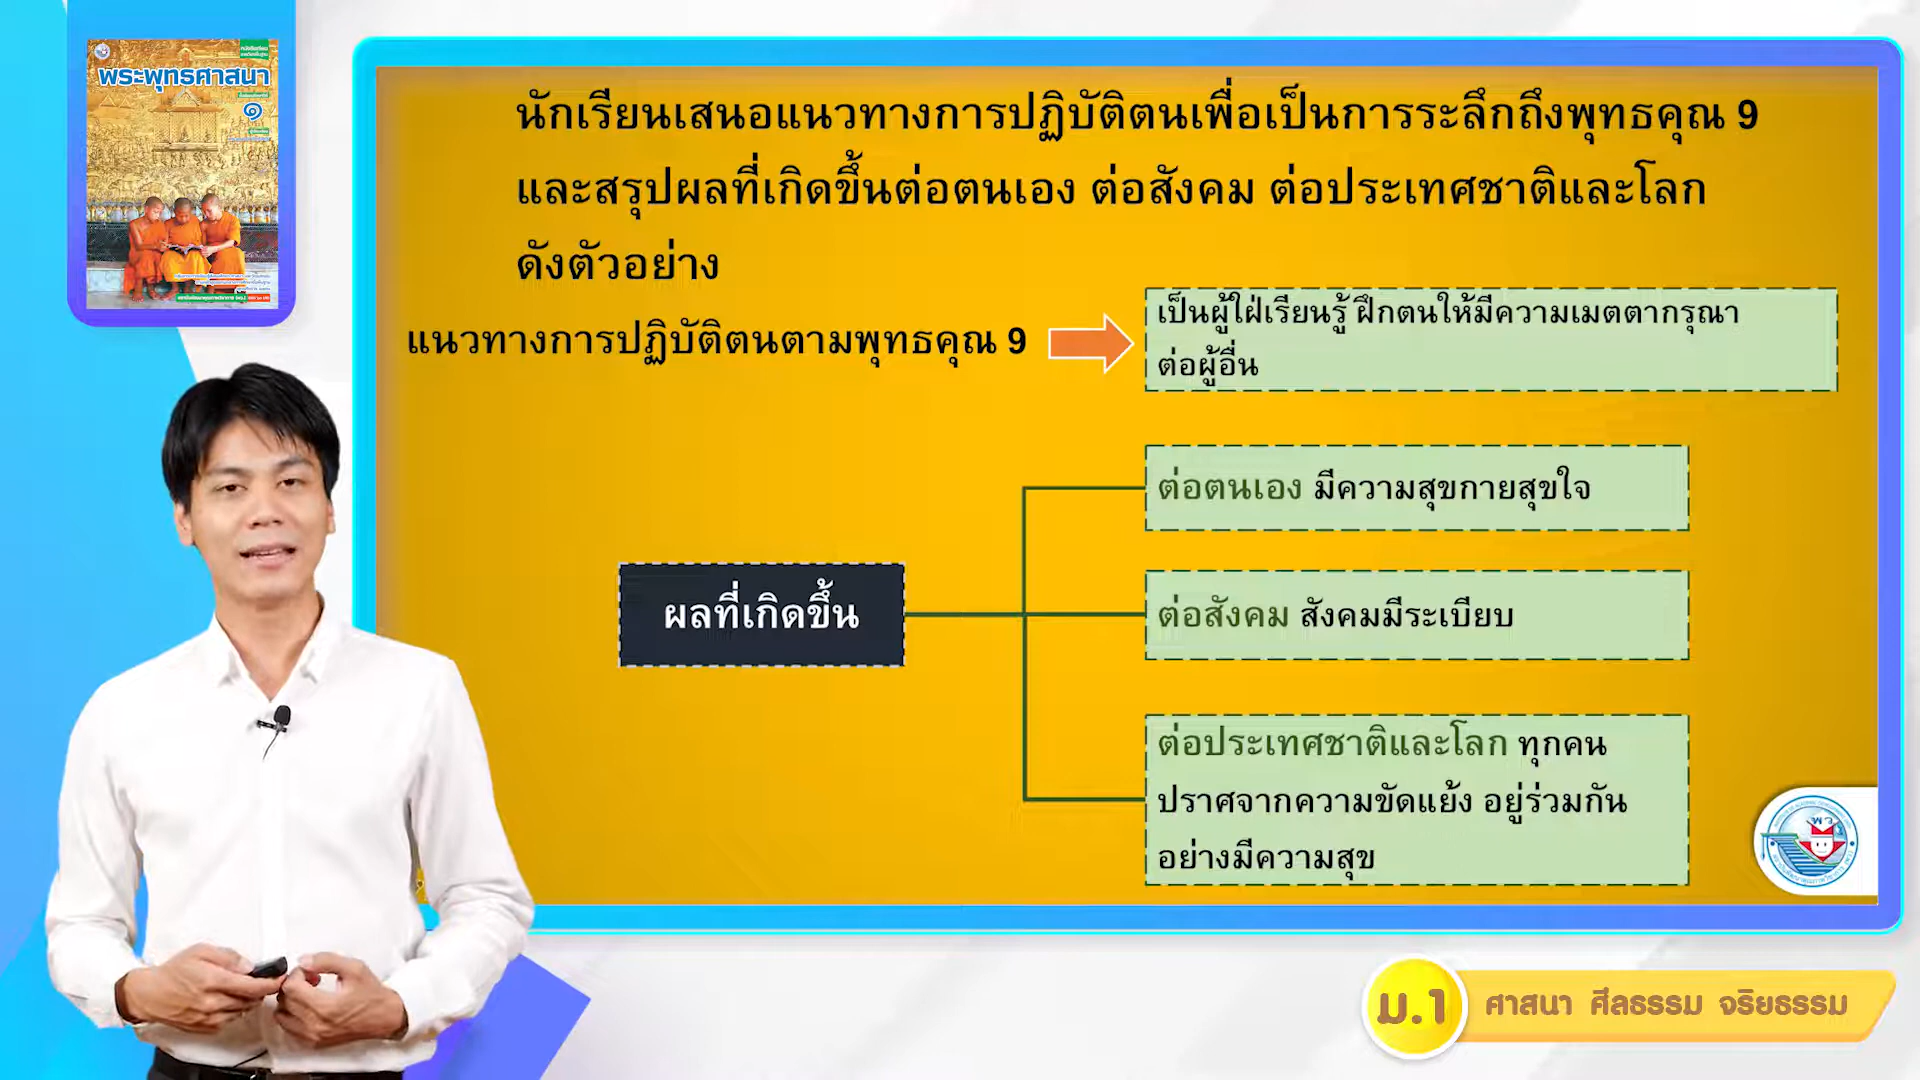 พระพุทธศาสนา
๑
นักเรียนเสนอแนวทางการปฏิบัติตนเพื่อเป็นการระลึกถึงพุทธคุณ 9
และสรุปผลที่เกิดขึ้นต่อตนเอง ต่อสังคม ต่อประเทศชาติและโลก
ดังตัวอย่าง
แนวทางการปฏิบัติตนตามพุทธคุณ 9
เป็นผู้ใฝ่เรียนรู้ ฝึกตนให้มีความเมตตากรุณา
ต่อผู้อื่น
ผลที่เกิดขึ้น
ต่อตนเอง มีความสุขกายสุขใจ
ต่อสังคม สังคมมีระเบียบ
ต่อประเทศชาติและโลก ทุกคน
ปราศจากความขัดแย้ง อยู่ร่วมกัน
อย่างมีความสุข
พว
ม.1 ศาสนา ศีลธรรม จริยธรรม